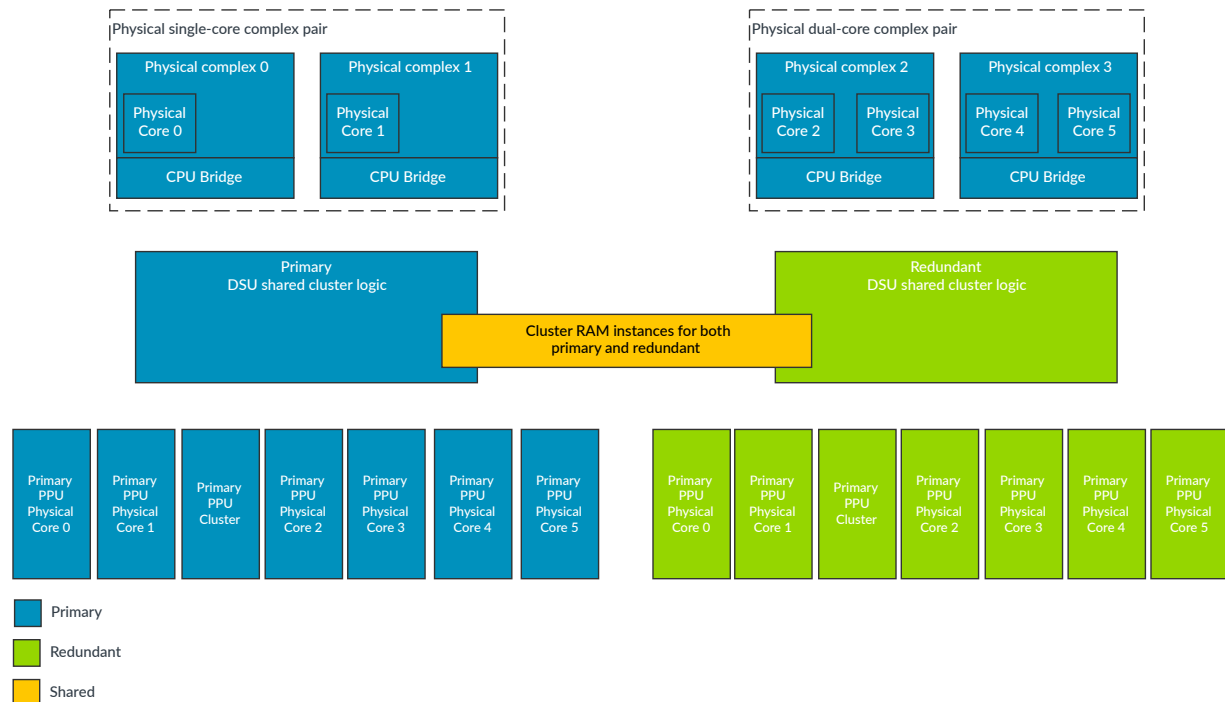 Physical single-core complex pair
Physical dual-core complex pair
Physical complex 0
Physical complex 1
Physical complex 2
Physical complex 3
Physical
Core 0
Physical
Core 1
Physical
Core 2
Physical
Core 3
Physical
Core 4
Physical
Core 5
CPU Bridge
CPU Bridge
CPU Bridge
CPU Bridge
Primary
DSU shared cluster logic
Redundant
DSU shared cluster logic
Cluster RAM instances for both
primary and redundant
Primary
PPU
Physical
Core 0
Primary
PPU
Physical
Core 1
Primary
PPU
Cluster
Primary
PPU
Physical
Core 2
Primary
PPU
Physical
Core 3
Primary
PPU
Physical
Core 4
Primary
PPU
Physical
Core 5
Primary
PPU
Physical
Core 0
Primary
PPU
Physical
Core 1
Primary
PPU
Cluster
Primary
PPU
Physical
Core 2
Primary
PPU
Physical
Core 3
Primary
PPU
Physical
Core 4
Primary
PPU
Physical
Core 5
Primary
Redundant
Shared